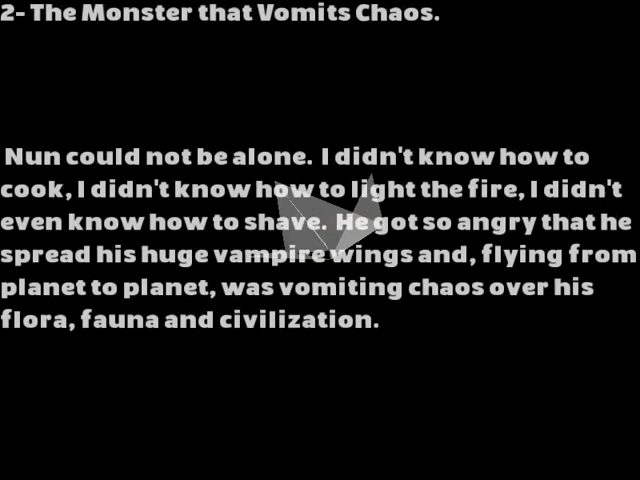 2- The Monster that Vomits Chaos.
Nun could not be alone. I didn't know how to
cook, I didn't know how to light the fire, I didn't
even know how to shave. He got so angry that he
spread his huge vampire wings and, flying from
planet to planet, was vomiting chaos over his
flora, fauna and civilization.